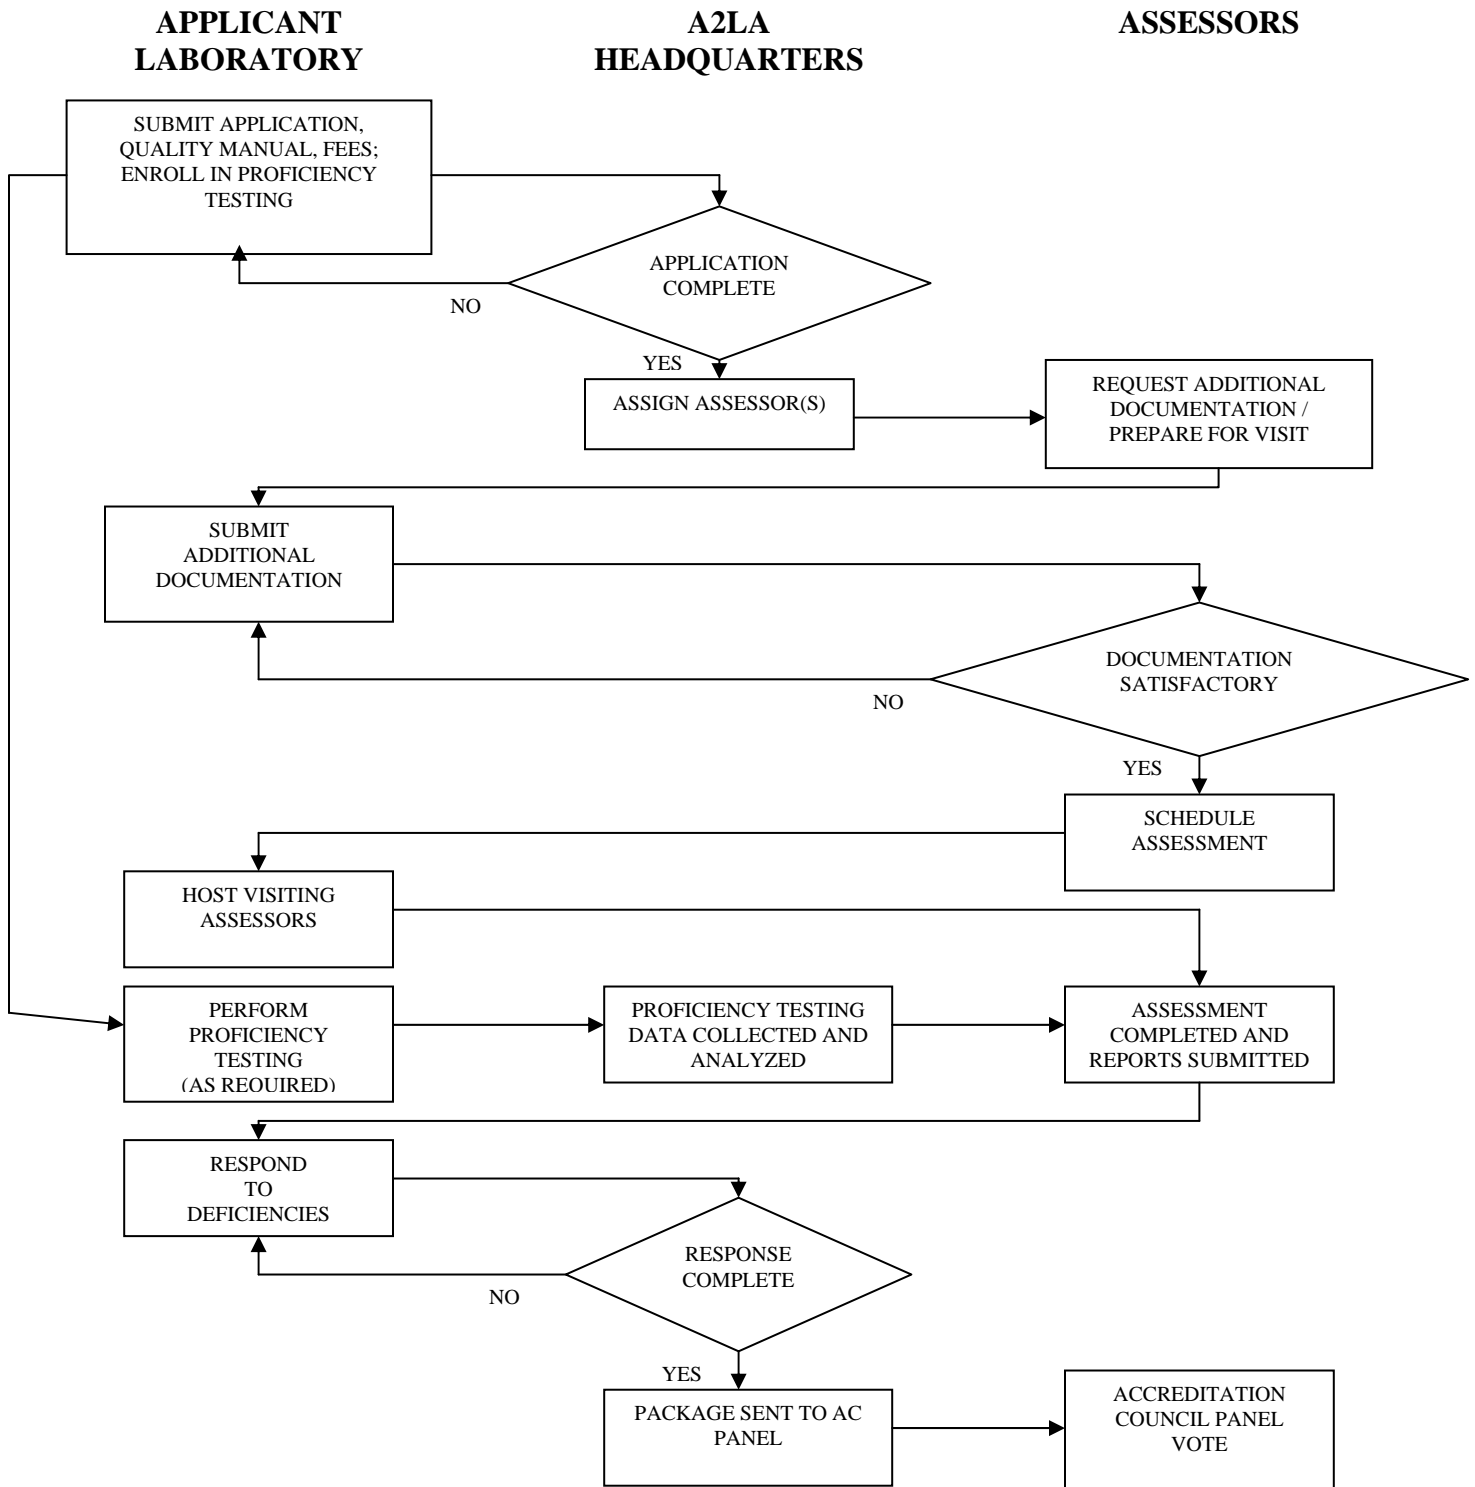 APPLICANT
LABORATORY
A2LA
HEADQUARTERS
ASSESSORS
SUBMIT APPLICATION,
QUALITY MANUAL, FEES;
ENROLL IN PROFICIENCY
TESTING
APPLICATION
COMPLETE
NO
YES
ASSIGN ASSESSOR(S)
REQUEST ADDITIONAL
DOCUMENTATION /
PREPARE FOR VISIT
SUBMIT
ADDITIONAL
DOCUMENTATION
DOCUMENTATION
SATISFACTORY
NO
YES
SCHEDULE
ASSESSMENT
HOST VISITING
ASSESSORS
PERFORM
PROFICIENCY
TESTING
(AS REQUIRED)
PROFICIENCY TESTING
DATA COLLECTED AND
ANALYZED
ASSESSMENT
COMPLETED AND
REPORTS SUBMITTED
RESPOND
TO
DEFICIENCIES
RESPONSE
COMPLETE
NO
YES
PACKAGE SENT TO AC
PANEL
ACCREDITATION
COUNCIL PANEL
VOTE